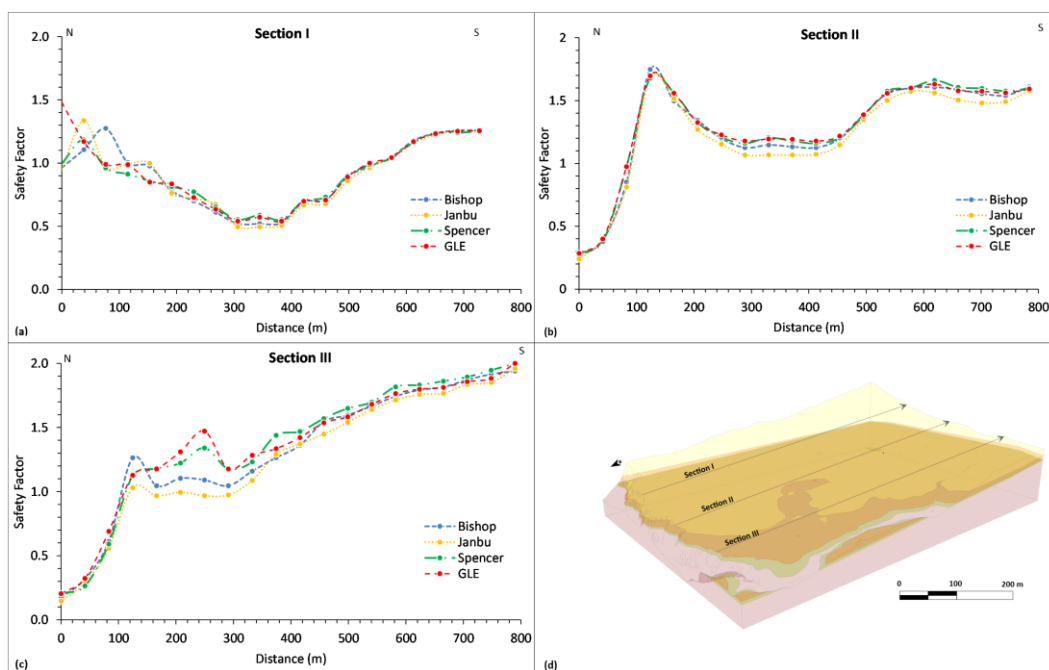 Section I
N
S
2.0
1.5
1.0
0.5
0.0
Safety Factor
Bishop
Janbu
Spencer
GLE
0 100 200 300 400 500 600 700 800
Distance (m)
(a)
Section II
N
S
2
1.5
1
0.5
0
Safety Factor
Bishop
Janbu
Spencer
GLE
0 100 200 300 400 500 600 700 800
Distance (m)
(b)
Section III
N
S
2.0
1.5
1.0
0.5
0.0
Safety Factor
Bishop
Janbu
Spencer
GLE
0 100 200 300 400 500 600 700 800
Distance (m)
(c)
Section I
Section II
Section III
0 100 200 m
(d)